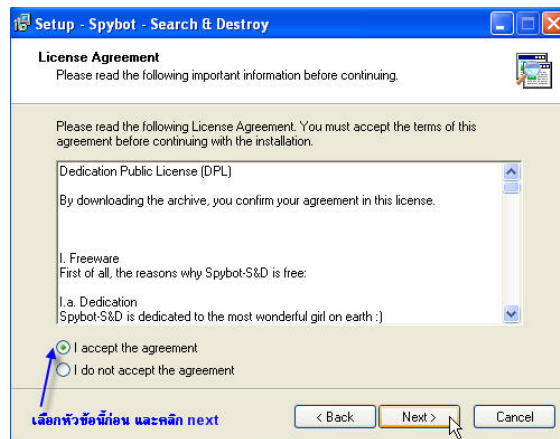 Setup - Spybot - Search & Destroy
License Agreement
Please read the following important information before continuing.
Please read the following License Agreement. You must accept the terms of this
agreement before continuing with the installation.
Dedication Public License (DPL)
By downloading the archive, you confirm your agreement in this license.
I. Freeware
First of all, the reasons why Spybot-S&D is free:
I.a. Dedication
Spybot-S&D is dedicated to the most wonderful girl on earth :)
I accept the agreement
I do not accept the agreement
เลือกหัวข้อนี้ก่อน และคลิก next
< Back
Next >
Cancel